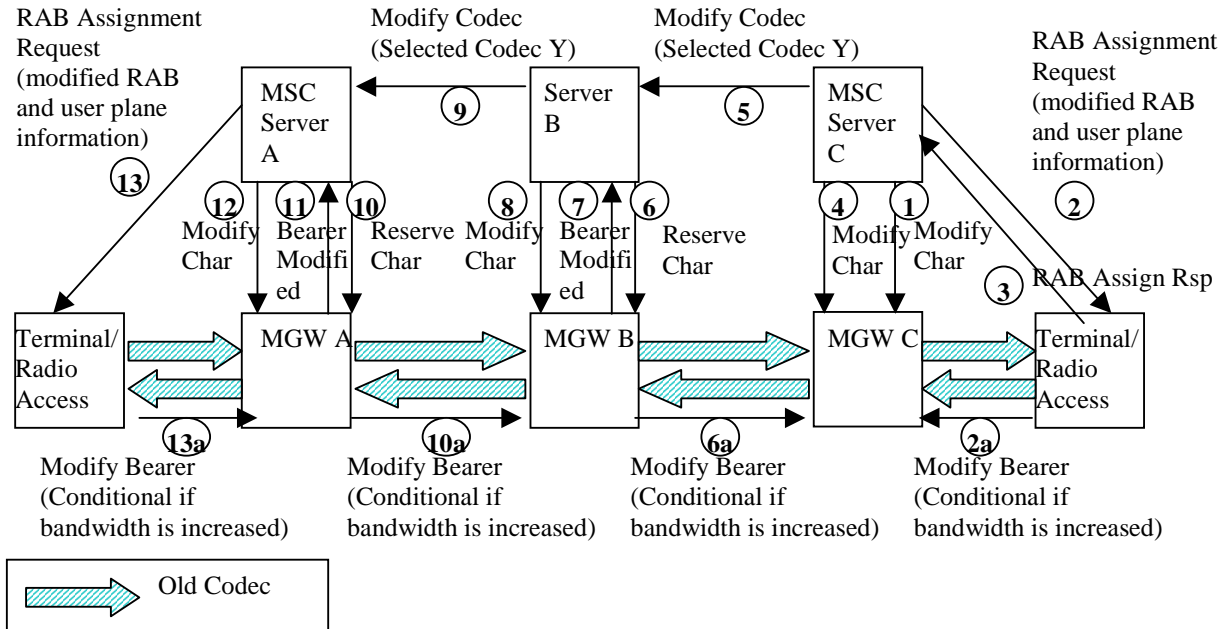 RAB Assignment
Request
(modified RAB
and user plane
information)
Modify Codec
(Selected Codec Y)
Modify Codec
(Selected Codec Y)
RAB Assignment
Request
(modified RAB
and user plane
information)
MSC
Server
A
Server
B
MSC
Server
C
9
5
13
12
11
10
8
7
6
4
1
2
Modify
Char
Bearer
Modifi
ed
Reserve
Char
Modify
Char
Bearer
Modifi
ed
Reserve
Char
Modify
Char
Modify
Char
3
RAB Assign Rsp
Terminal/
Radio
Access
MGW A
MGW B
MGW C
Terminal/
Radio
Access
13a
10a
6a
2a
Modify Bearer
(Conditional if
bandwidth is increased)
Modify Bearer
(Conditional if
bandwidth is increased)
Modify Bearer
(Conditional if
bandwidth is increased)
Modify Bearer
(Conditional if
bandwidth is increased)
Old Codec